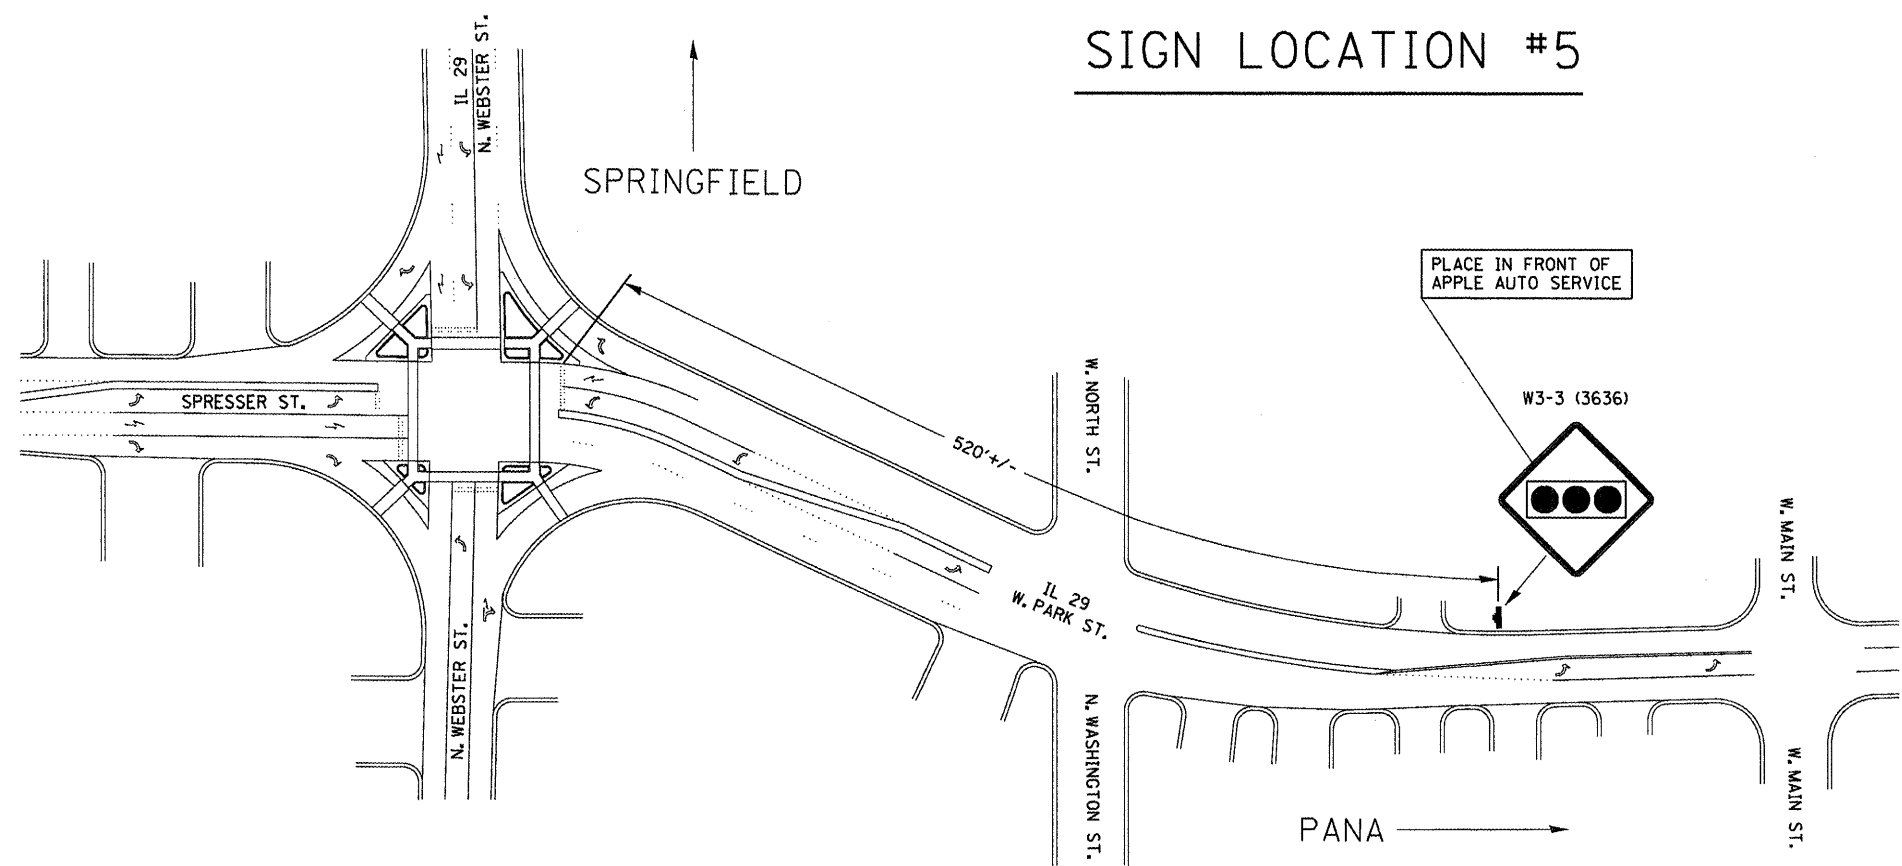 SIGN LOCATION #5
IL 29
N. WEBSTER ST.
SPRINGFIELD
PLACE IN FRONT OF
APPLE AUTO SERVICE
W3-3 (3636)
W. NORTH ST.
SPRESSER ST.
520'+/-
W. MAIN ST.
IL 29
W. PARK ST.
N. WEBSTER ST.
N. WASHINGTON ST.
W. MAIN ST.
PANA